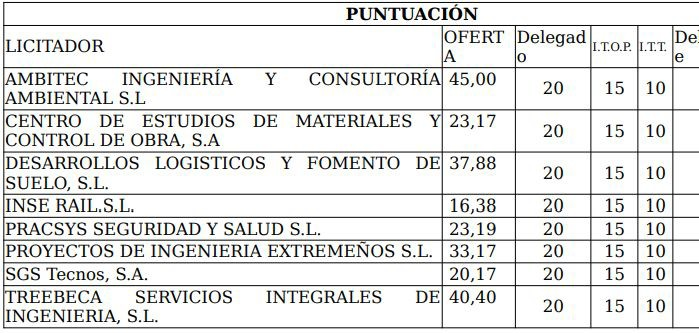 PUNTUACIÓN
LICITADOR OFERT Delegad I.T.O.P. I.T.T. Del
A o e
AMBITEC INGENIERÍA Y CONSULTORÍA 45,00
AMBIENTAL S.L 20 15 10
CENTRO DE ESTUDIOS DE MATERIALES Y 23,17
CONTROL DE OBRA, S.A 20 15 10
DESARROLLOS LOGISTICOS Y FOMENTO DE 37,88
SUELO, S.L. 20 15 10
INSE RAIL.S.L. 16,38 20 15 10
PRACSYS SEGURIDAD Y SALUD S.L. 23,19 20 15 10
PROYECTOS DE INGENIERIA EXTREMEÑOS S.L. 33,17 20 15 10
SGS Tecnos, S.A. 20,17 20 15 10
TREEBECA SERVICIOS INTEGRALES DE 40,40
INGENIERIA, S.L. 20 15 10